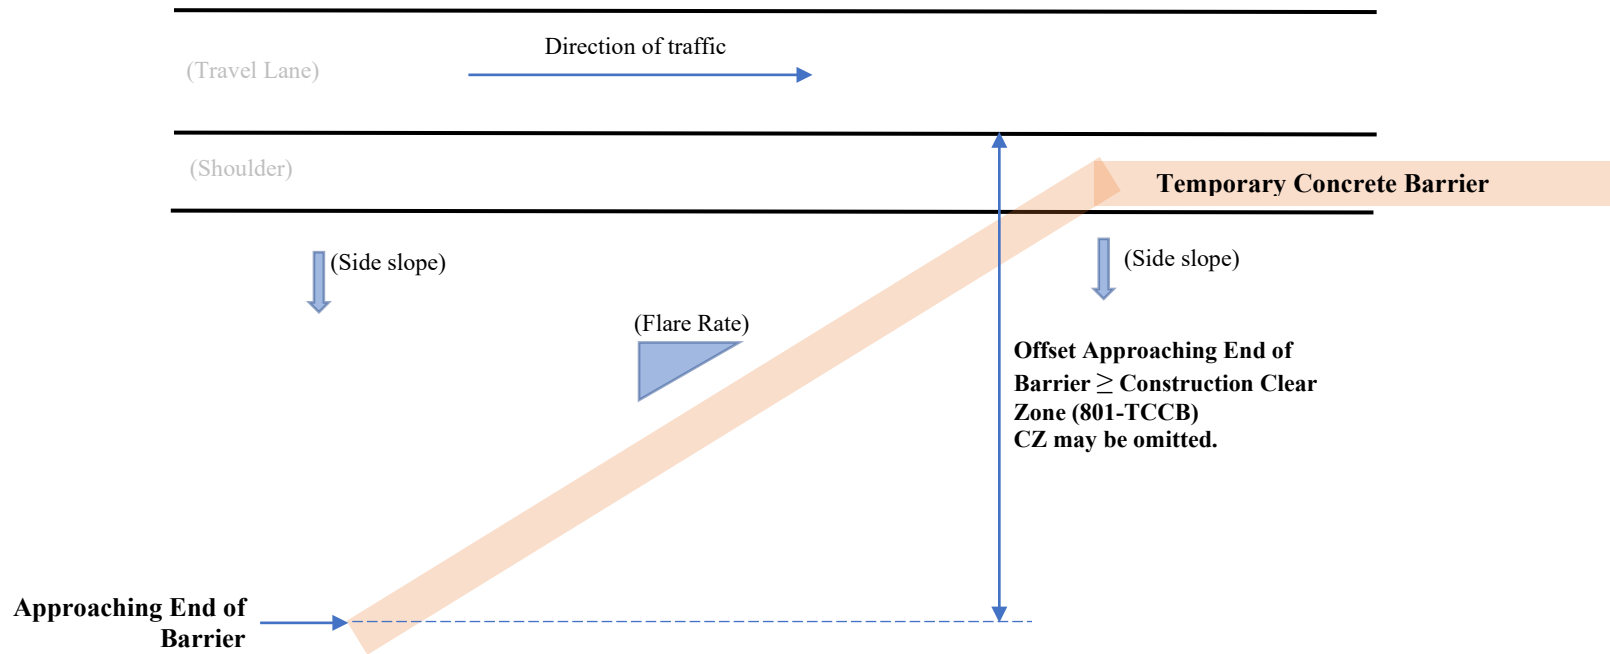 Direction of traffic
(Travel Lane)
(Shoulder)
Temporary Concrete Barrier
(Side slope)
(Side slope)
(Flare Rate)
Offset Approaching End of
Barrier ≥ Construction Clear
Zone (801-TCCB)
CZ may be omitted.
Approaching End of
Barrier